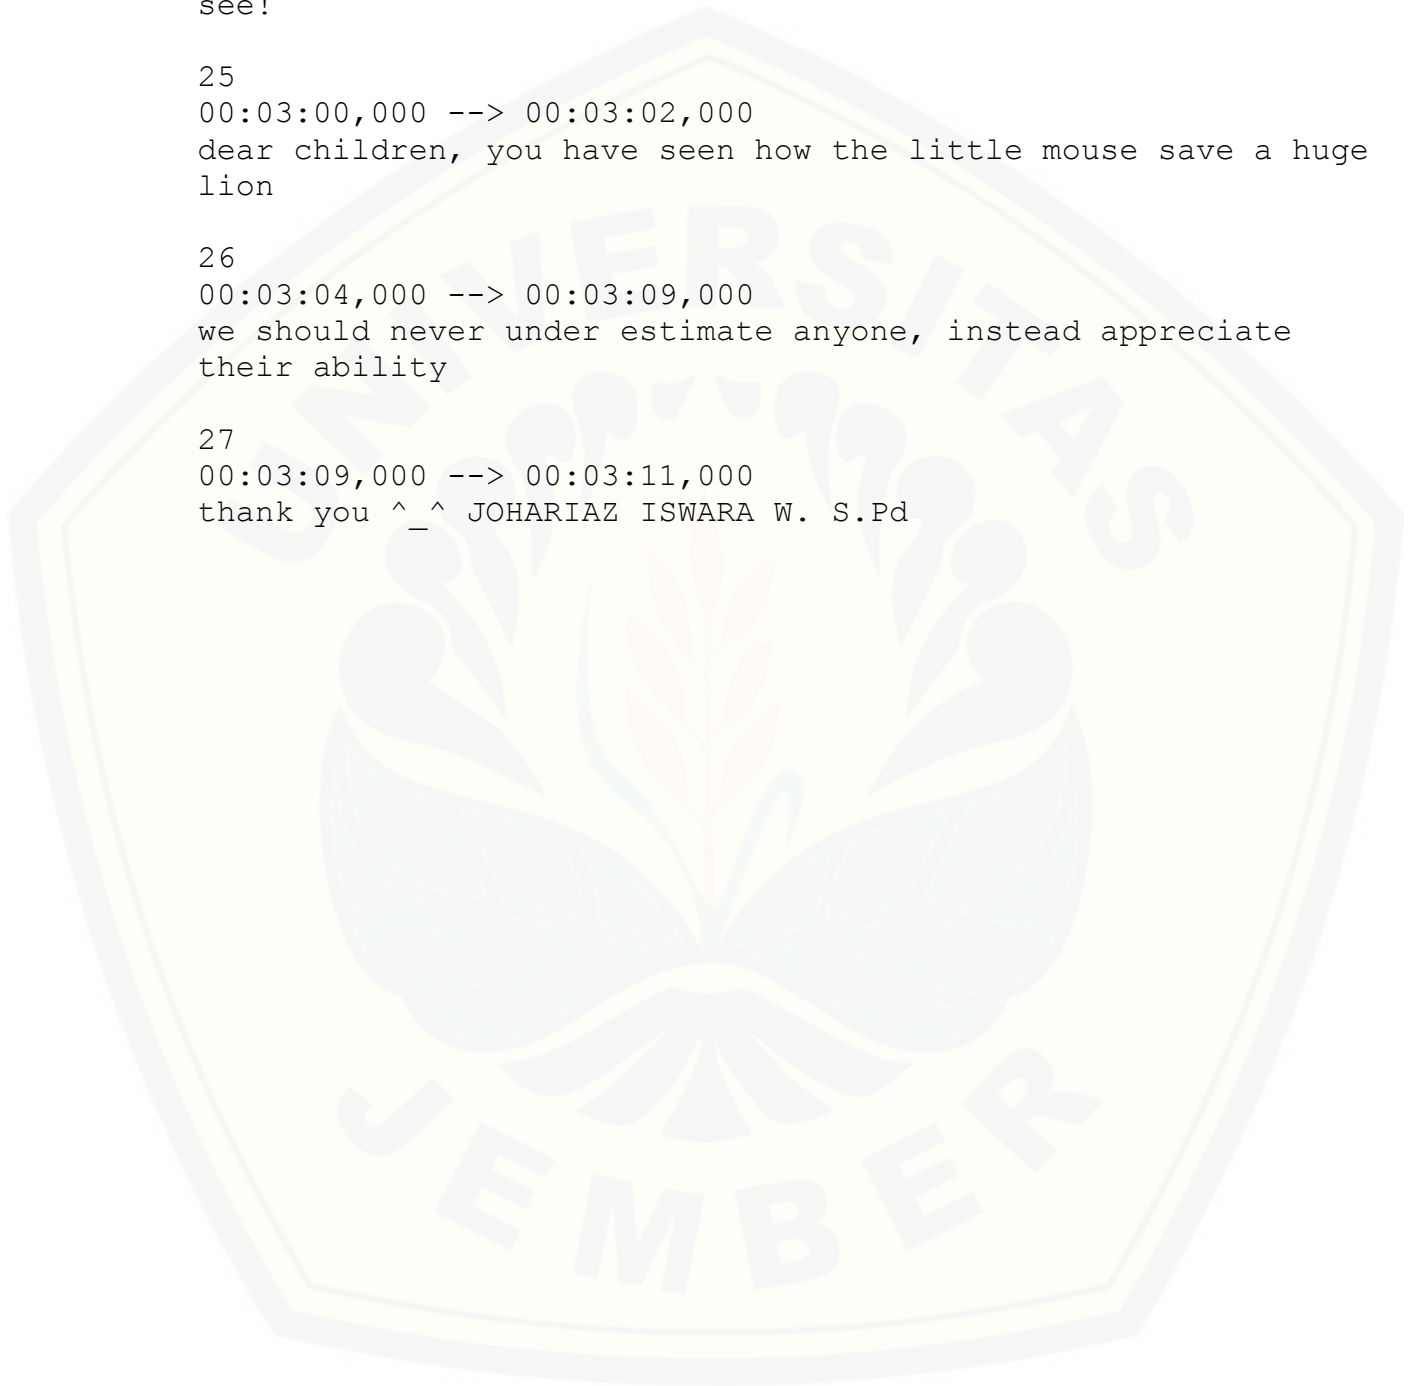 see!
25
00:03:00,000 --> 00:03:02,000
dear children, you have seen how the little mouse save a huge
lion
26
00:03:04,000 --> 00:03:09,000
we should never under estimate anyone, instead appreciate
their ability
27
00:03:09,000 --> 00:03:11,000
thank you ^_^ JOHARIAZ ISWARA W. S.Pd
UNIVERSITAS
JEMBER